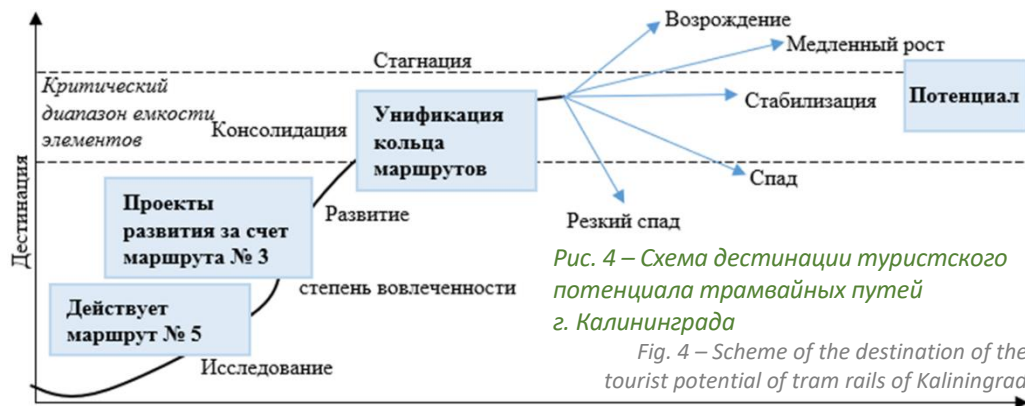 Возрождение
Медленный рост
Стагнация
Критический
диапазон емкости
элементов
Стабилизация
Потенциал
Консолидация
Унификация
кольца
маршрутов
Спад
Резкий спад
Проекты
развития за счет
маршрута № 3
Развитие
Дестинация
степень вовлеченности
Действует
маршрут № 5
Исследование
Рис. 4 – Схема дестинации туристского
потенциала трамвайных путей
г. Калининграда
Fig. 4 – Scheme of the destination of the
tourist potential of tram rails of Kaliningrad